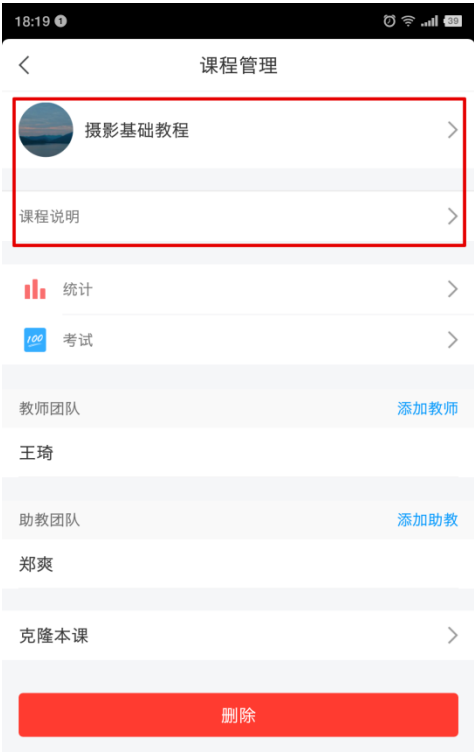 18:19 1 39
课程管理
摄影基础教程
课程说明
统计
100 考试
教师团队 添加教师
王琦
助教团队 添加助教
郑爽
克隆本课
删除